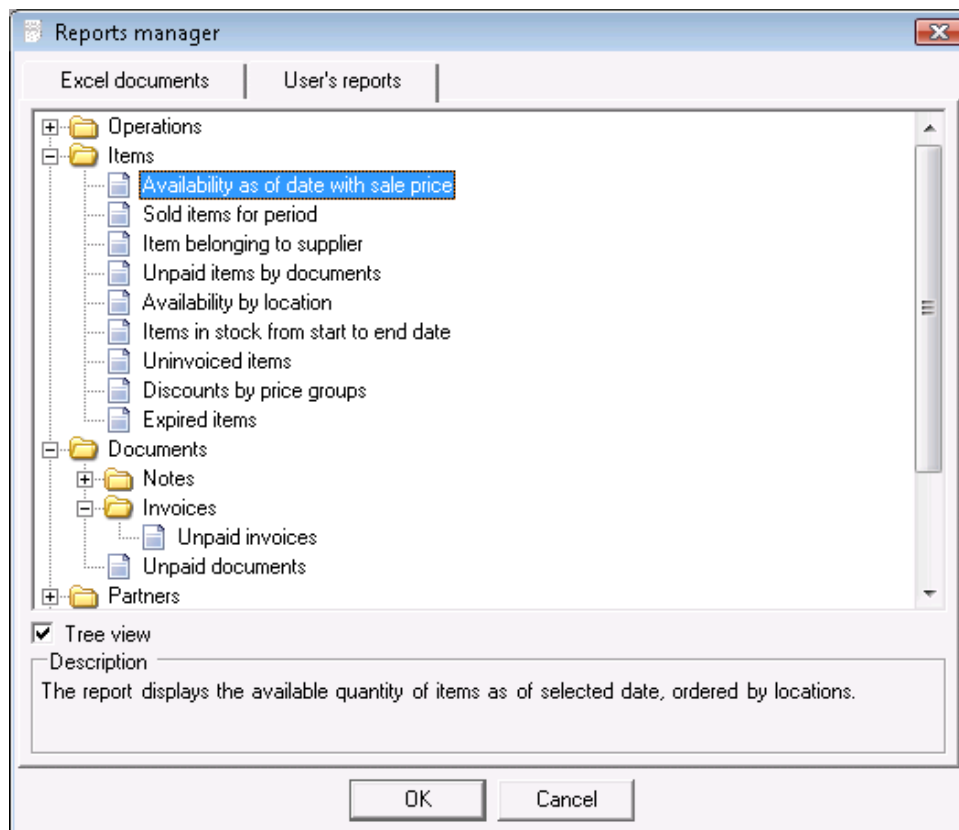 Reports manager
Excel documents
User's reports
Operations
Items
Availability as of date with sale price
Sold items for period
Item belonging to supplier
Unpaid items by documents
Availability by location
Items in stock from start to end date
Uninvoiced items
Discounts by price groups
Expired items
Documents
Notes
Invoices
Unpaid invoices
Unpaid documents
Partners
Tree view
Description
The report displays the available quantity of items as of selected date, ordered by locations.
OK
Cancel